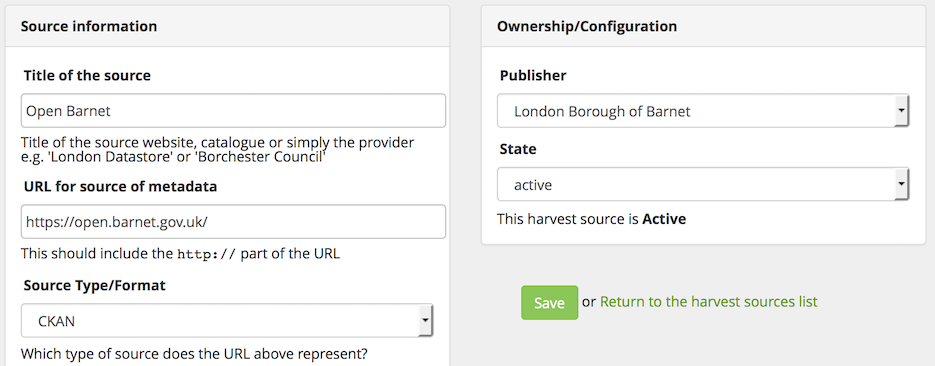 Source information
Title of the source
Open Barnet
Title of the source website, catalogue or simply the provider
e.g. 'London Datastore' or 'Borchester Council'
URL for source of metadata
https://open.barnet.gov.uk/
This should include the http:// part of the URL
Source Type/Format
CKAN
Which type of source does the URL above represent?
Ownership/Configuration
Publisher
London Borough of Barnet
State
active
This harvest source is Active
Save or Return to the harvest sources list